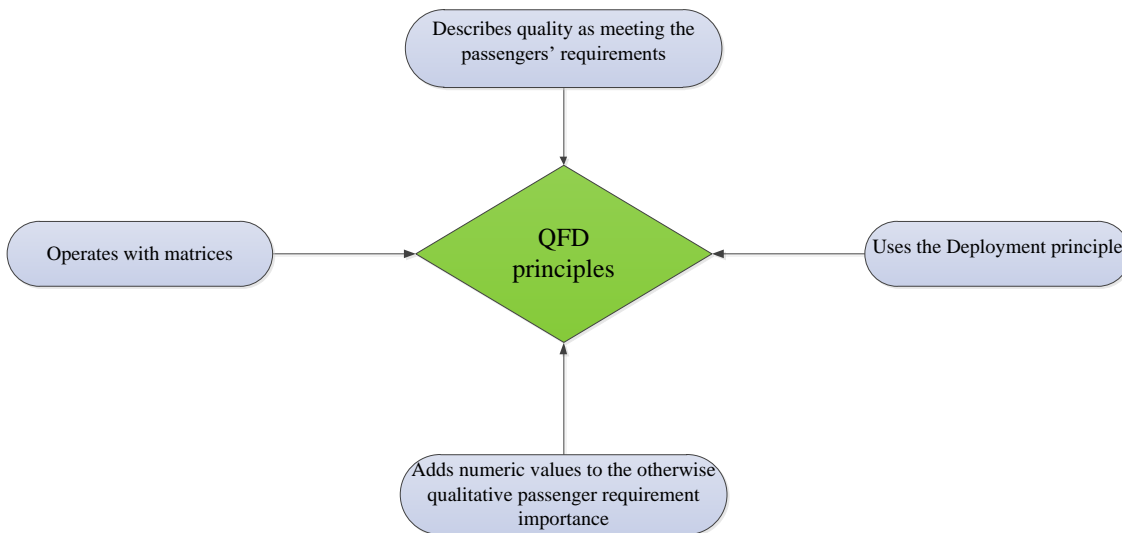 Describes quality as meeting the
passengers’ requirements
Operates with matrices
QFD
principles
Uses the Deployment principle
Adds numeric values to the otherwise
qualitative passenger requirement
importance